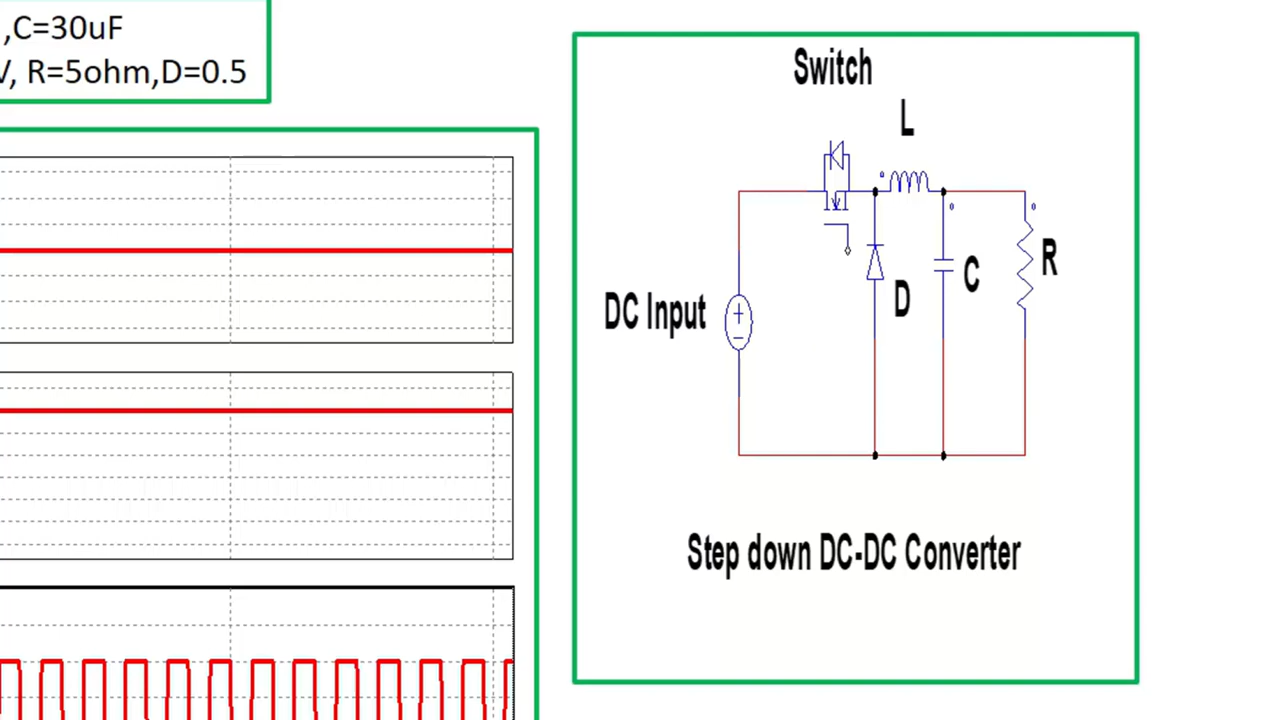 ,C=30uF
V, R=5ohm,D=0.5
Switch
L
DC Input
D
C
R
Step down DC-DC Converter